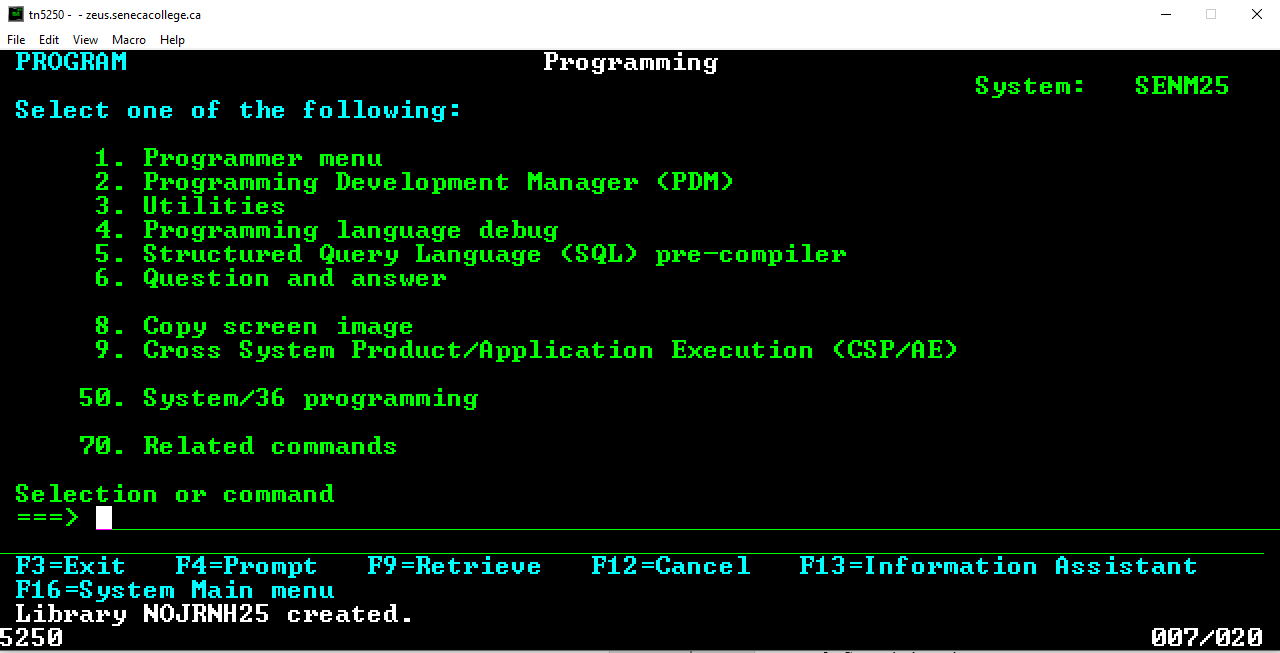 tn5250 - - zeus.senecacollege.ca
File Edit View Macro Help
PROGRAM Programming
System: SENM25
Select one of the following:
1. Programmer menu
2. Programming Development Manager (PDM)
3. Utilities
4. Programming language debug
5. Structured Query Language (SQL) pre-compiler
6. Question and answer
8. Copy screen image
9. Cross System Product/Application Execution (CSP/AE)
50. System/36 programming
70. Related commands
Selection or command
===>
F3=Exit F4=Prompt F9=Retrieve F12=Cancel F13=Information Assistant
F16=System Main menu
Library NOJRNH25 created.
5250 007/020